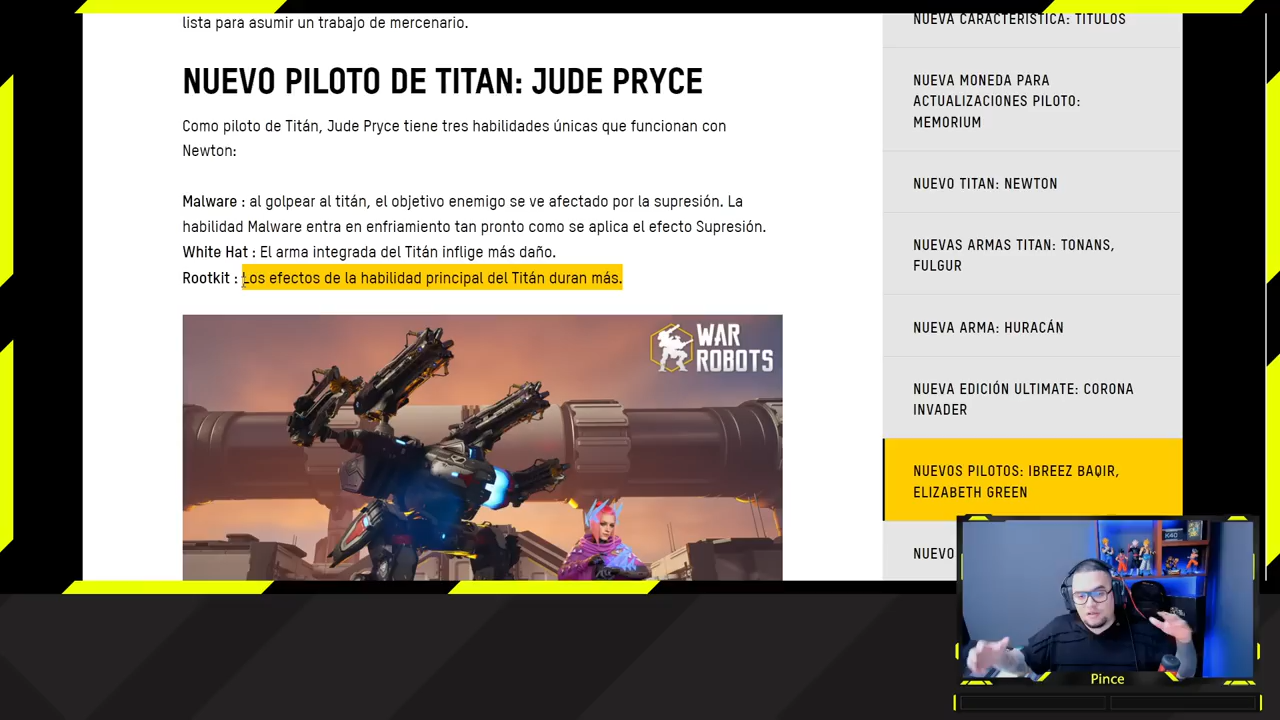 lista para asumir un trabajo de mercenario.
NUEVO PILOTO DE TITAN: JUDE PRYCE
Como piloto de Titán, Jude Pryce tiene tres habilidades únicas que funcionan con
Newton:
Malware : al golpear al titán, el objetivo enemigo se ve afectado por la supresión. La
habilidad Malware entra en enfriamiento tan pronto como se aplica el efecto Supresión.
White Hat : El arma integrada del Titán inflige más daño.
Rootkit : Los efectos de la habilidad principal del Titán duran más.
WAR
ROBOTS
NUEVA CARACTERÍSTICA: TÍTULOS
NUEVA MONEDA PARA
ACTUALIZACIONES PILOTO:
MEMORIUM
NUEVO TITAN: NEWTON
NUEVAS ARMAS TITAN: TONANS,
FULGUR
NUEVA ARMA: HURACÁN
NUEVA EDICIÓN ULTIMATE: CORONA
INVADER
NUEVOS PILOTOS: IBREEZ BAQIR,
ELIZABETH GREEN
NUEVO
Pince